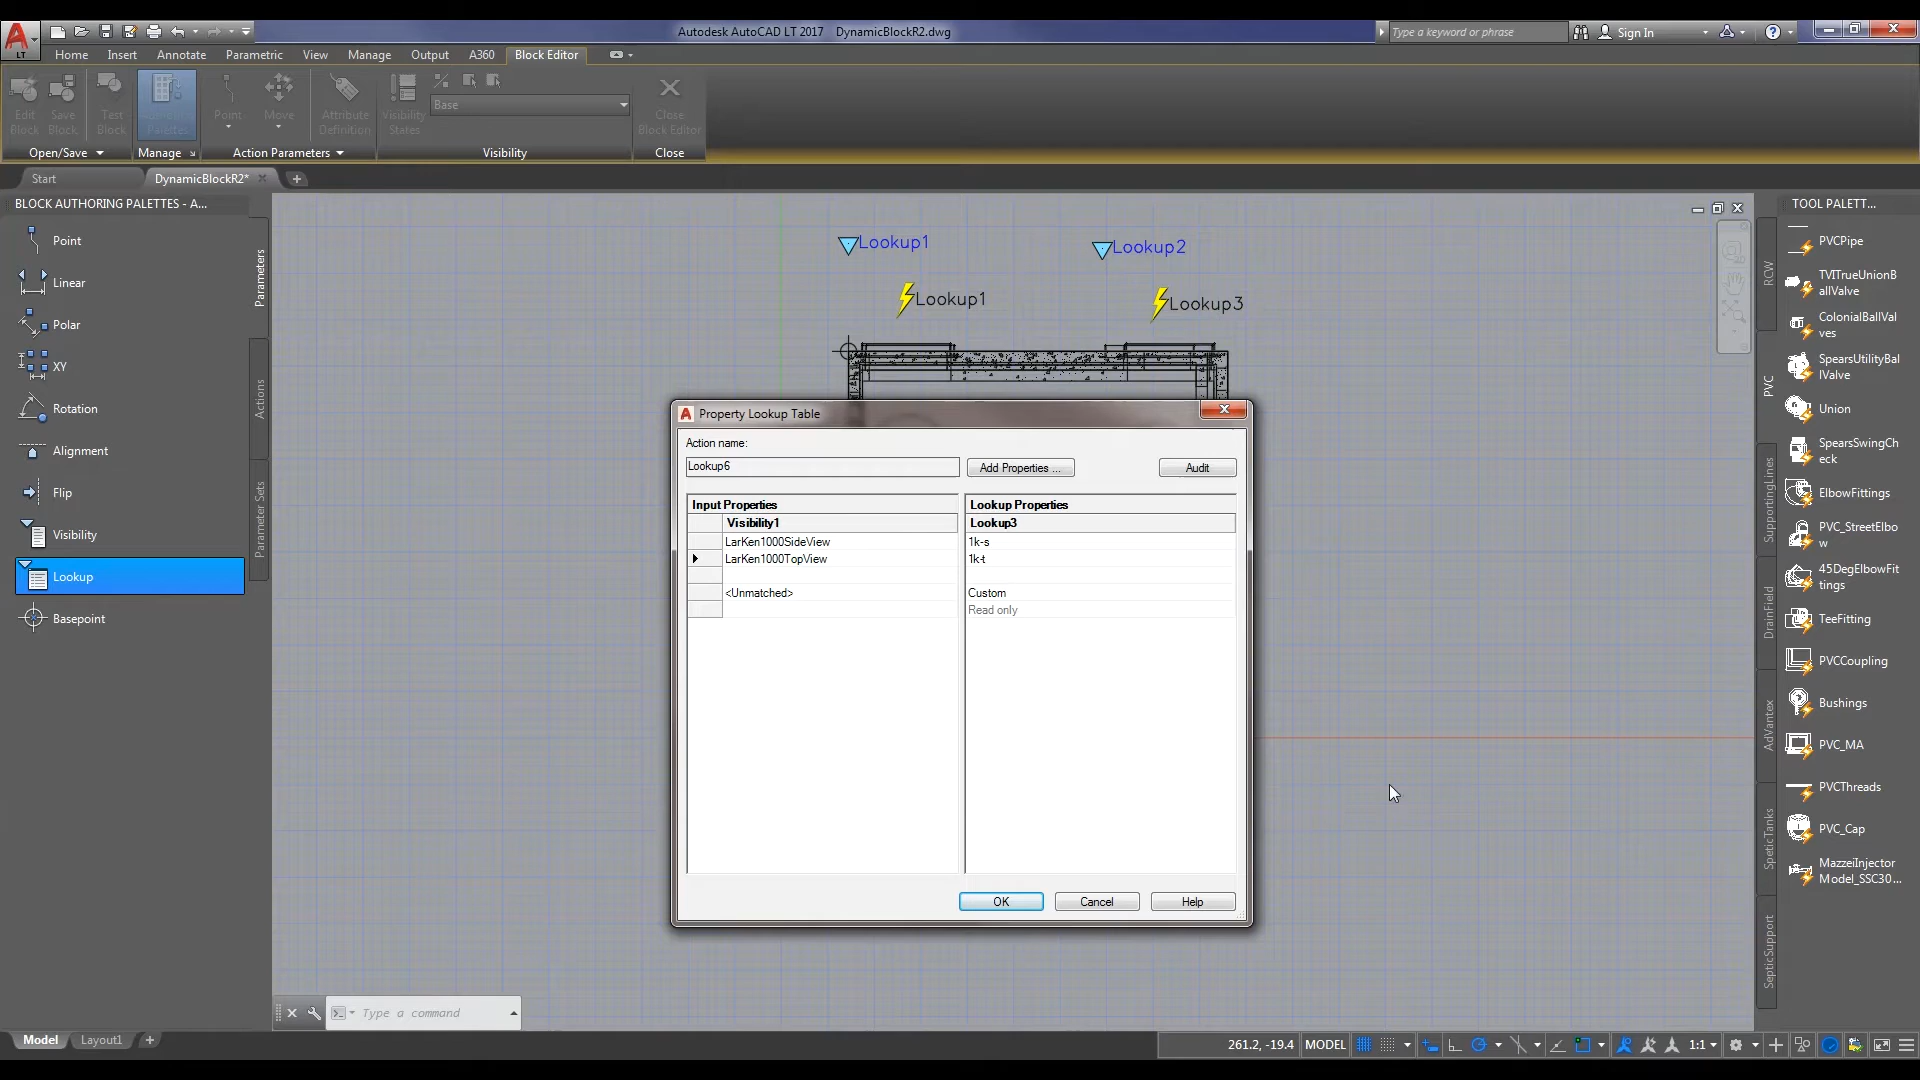 Autodesk AutoCAD LT 2017 DynamicBlockR2.dwg
Type a keyword or phrase
Sign In
LT
Home Insert Annotate Parametric View Manage Output A360 Block Editor
Edit Block
Save Block
Test Block
Authoring Palettes
Point
Move
Attribute Definition
Visibility States
Base
Close Block Editor
Open/Save Manage Action Parameters Visibility Close
Start DynamicBlockR2*
BLOCK AUTHORING PALETTES - A...
Point
Linear
Polar
XY
Rotation
Alignment
Flip
Visibility
Lookup
Basepoint
Parameters
Actions
Parameter Sets
Lookup1
Lookup2
Lookup1
Lookup3
Property Lookup Table
Action name:
Lookup6
Add Properties ...
Audit
Input Properties Lookup Properties
Visibility1 Lookup3
LarKen1000SideView 1k-s
LarKen1000TopView 1k-t
<Unmatched> Custom
Read only
OK Cancel Help
TOOL PALETT...
PVCPipe
TVITrueUnionB
allValve
ColonialBallVal
ves
SpearsUtilityBal
lValve
Union
SpearsSwingCh
eck
ElbowFittings
PVC_StreetElbo
w
45DegElbowFit
tings
TeeFitting
PVCCoupling
Bushings
PVC_MA
PVCThreads
PVC_Cap
MazzeiInjector
Model_SSC30...
RCW
PVC
SupportingLines
DrainField
AdVantex
SpeticTanks
SepticSupport
Type a command
Model Layout1
261.2, -19.4 MODEL 1:1